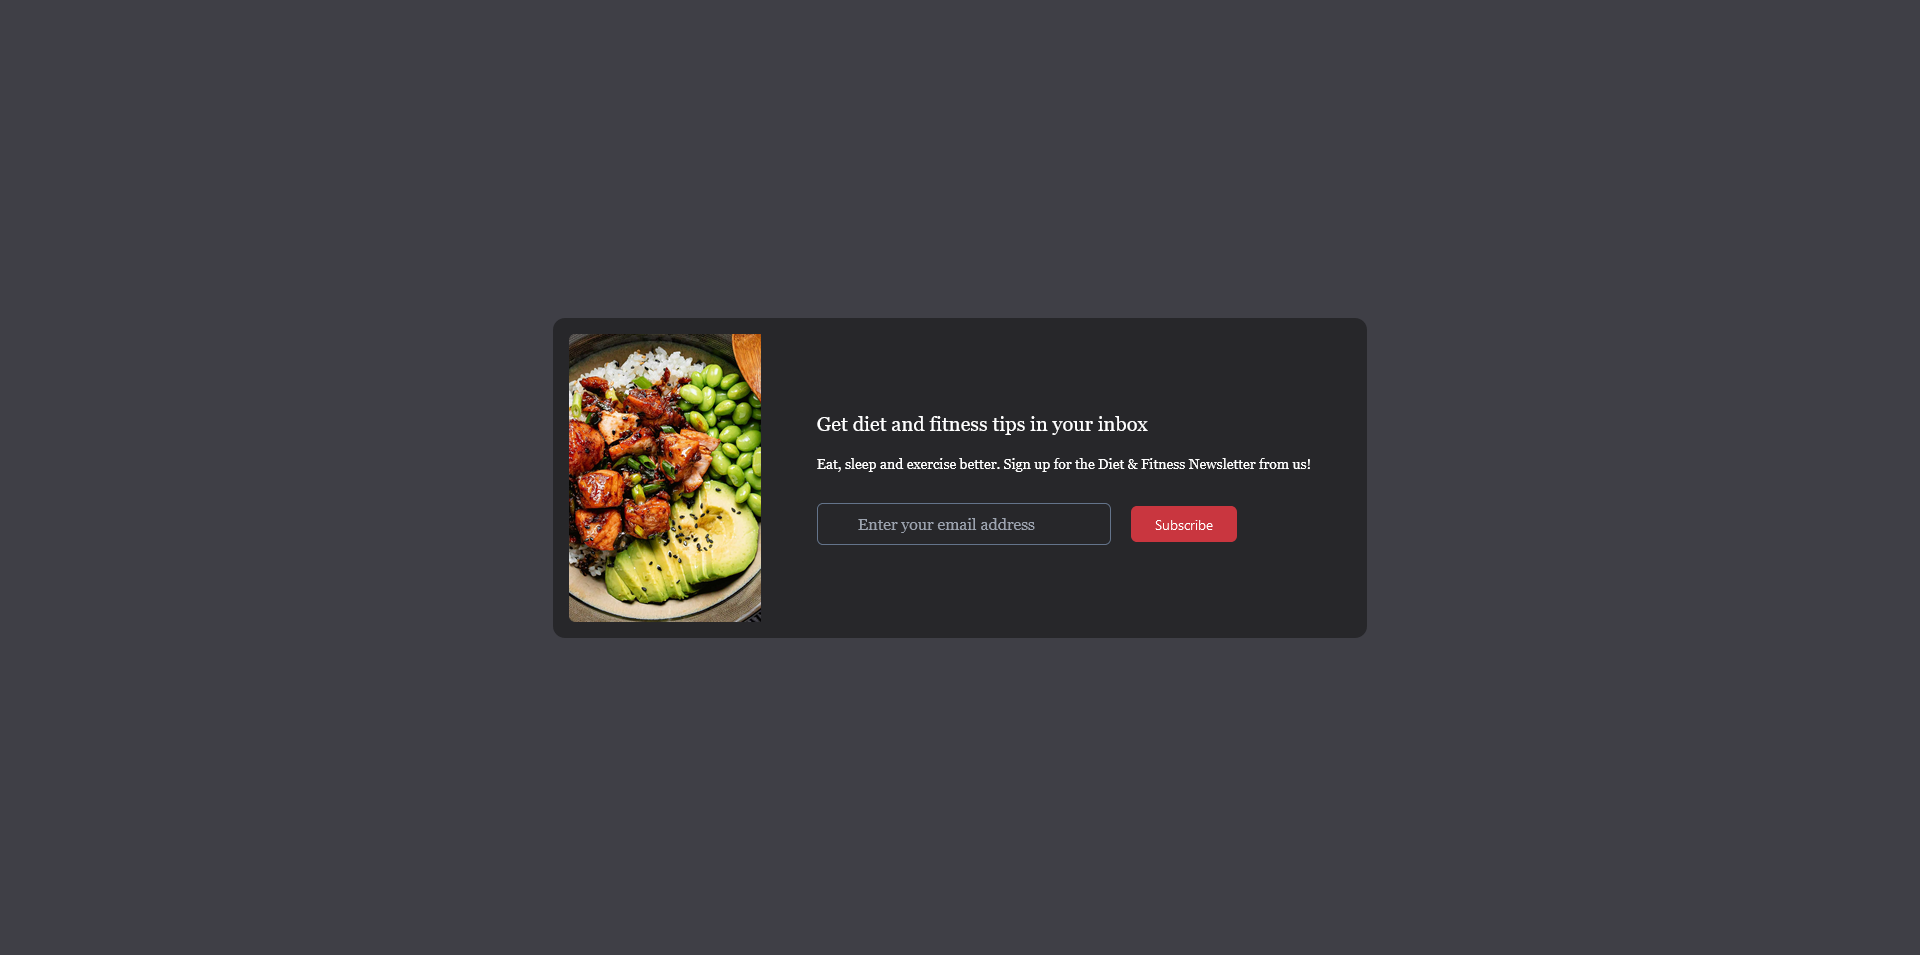 Get diet and fitness tips in your inbox
Eat, sleep and exercise better. Sign up for the Diet & Fitness Newsletter from us!
Enter your email address
Subscribe